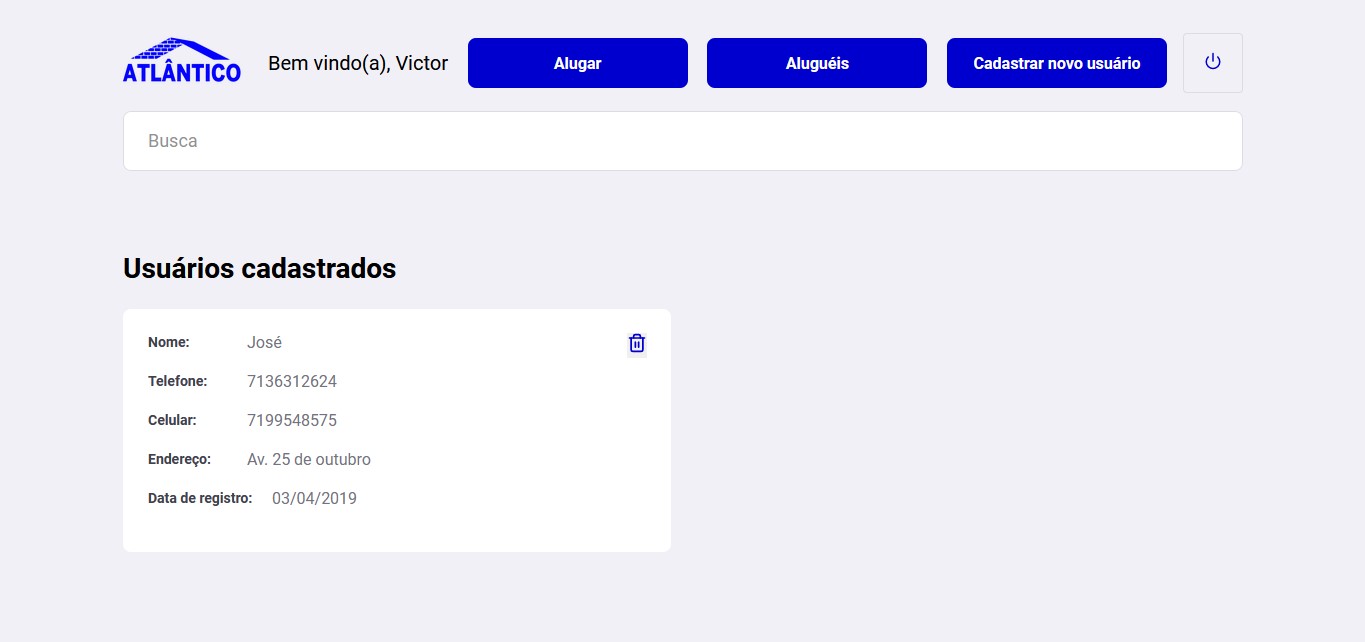 ATLÂNTICO
Bem vindo(a), Victor
Alugar
Aluguéis
Cadastrar novo usuário
Busca
Usuários cadastrados
Nome: José
Telefone: 7136312624
Celular: 7199548575
Endereço: Av. 25 de outubro
Data de registro: 03/04/2019